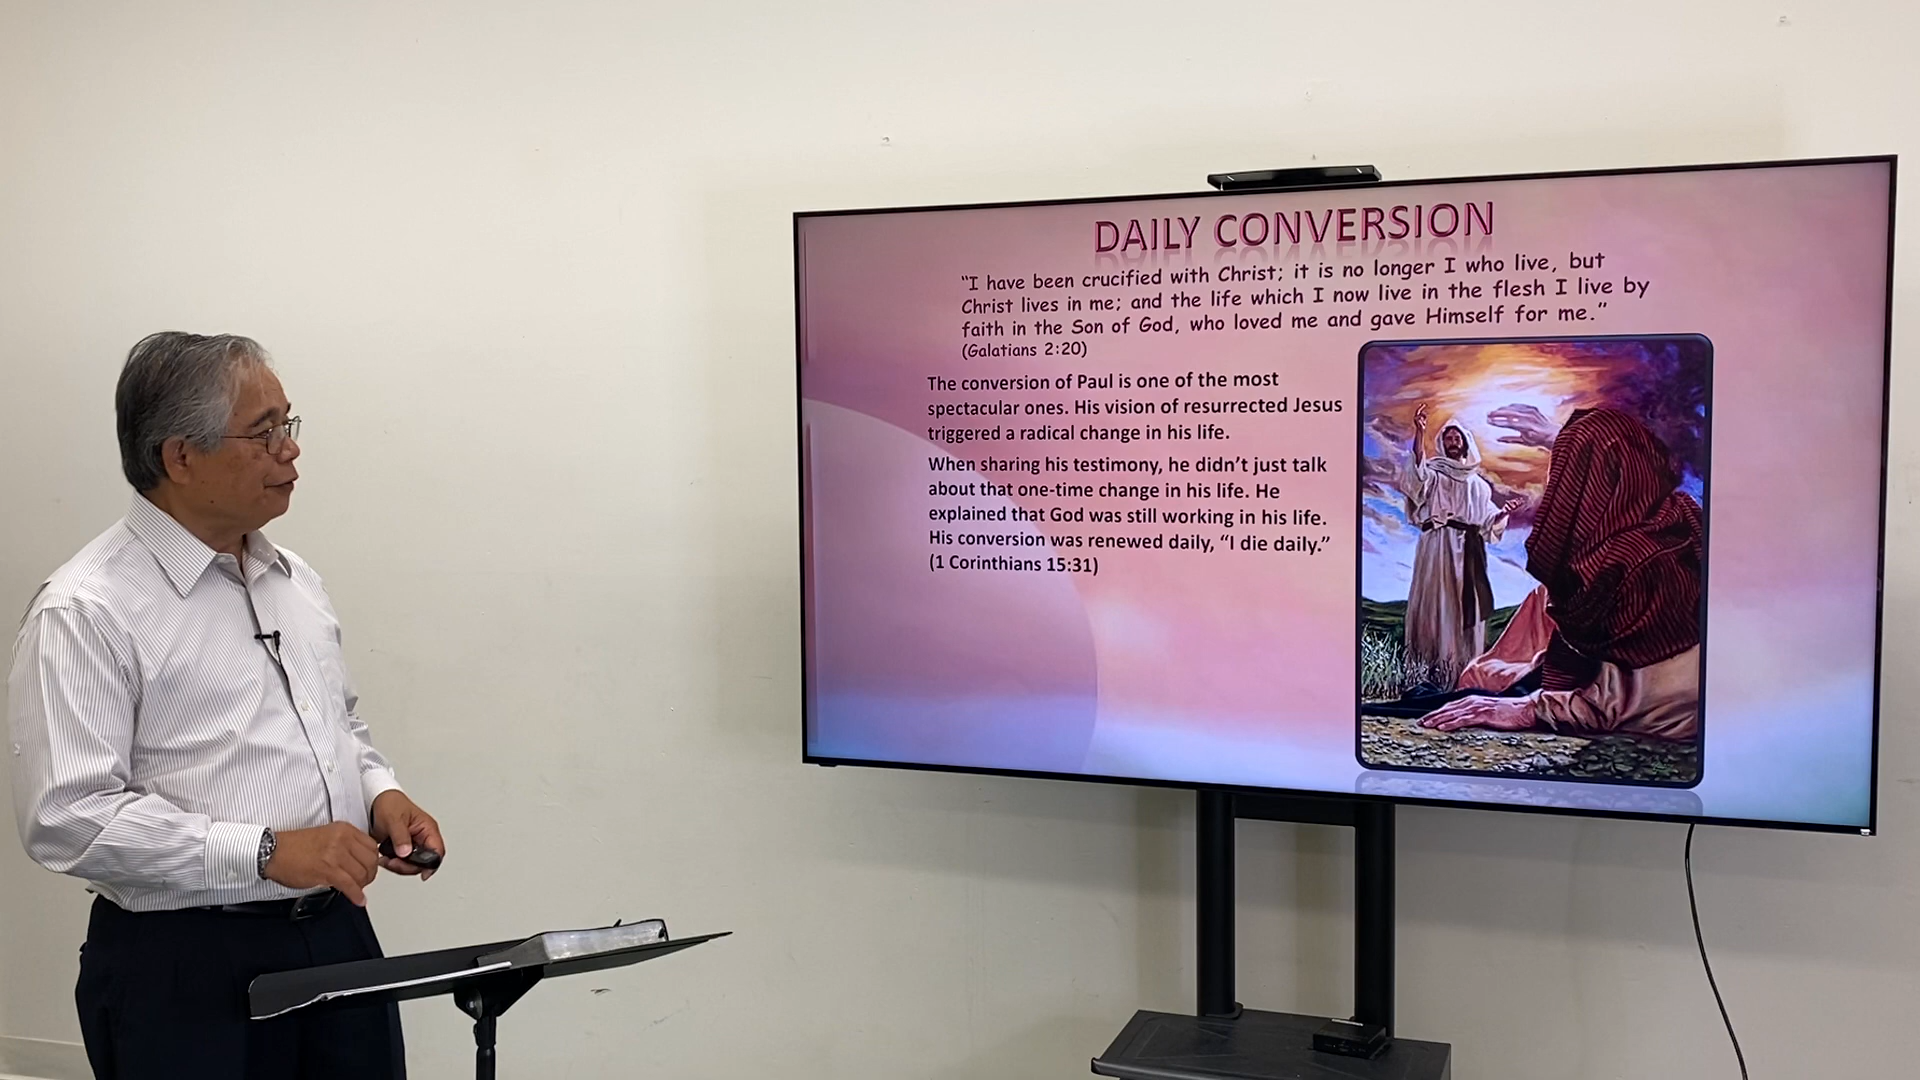 DAILY CONVERSION
“I have been crucified with Christ; it is no longer I who live, but
Christ lives in me; and the life which I now live in the flesh I live by
faith in the Son of God, who loved me and gave Himself for me.”
(Galatians 2:20)
The conversion of Paul is one of the most
spectacular ones. His vision of resurrected Jesus
triggered a radical change in his life.
When sharing his testimony, he didn’t just talk
about that one-time change in his life. He
explained that God was still working in his life.
His conversion was renewed daily, “I die daily.”
(1 Corinthians 15:31)